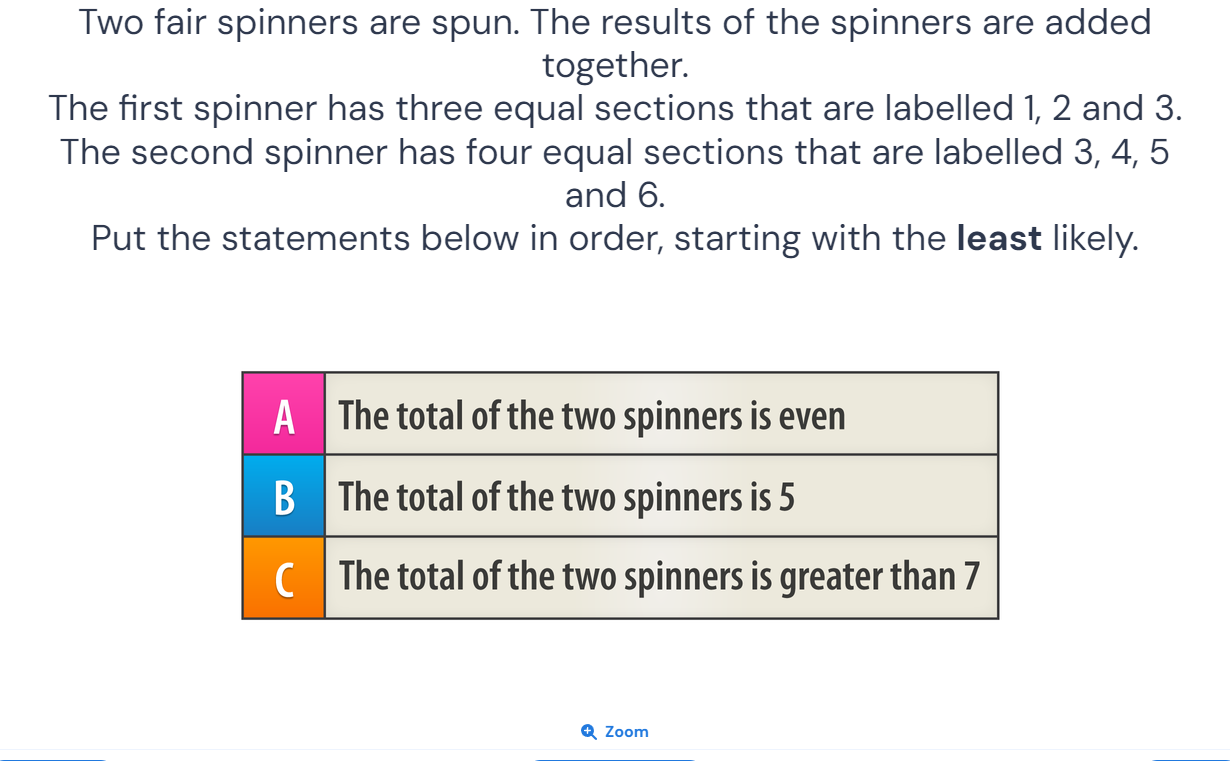 Two fair spinners are spun. The results of the spinners are added
together.
The first spinner has three equal sections that are labelled 1, 2 and 3.
The second spinner has four equal sections that are labelled 3, 4, 5
and 6.
Put the statements below in order, starting with the least likely.
A The total of the two spinners is even
B The total of the two spinners is 5
C The total of the two spinners is greater than 7
Zoom